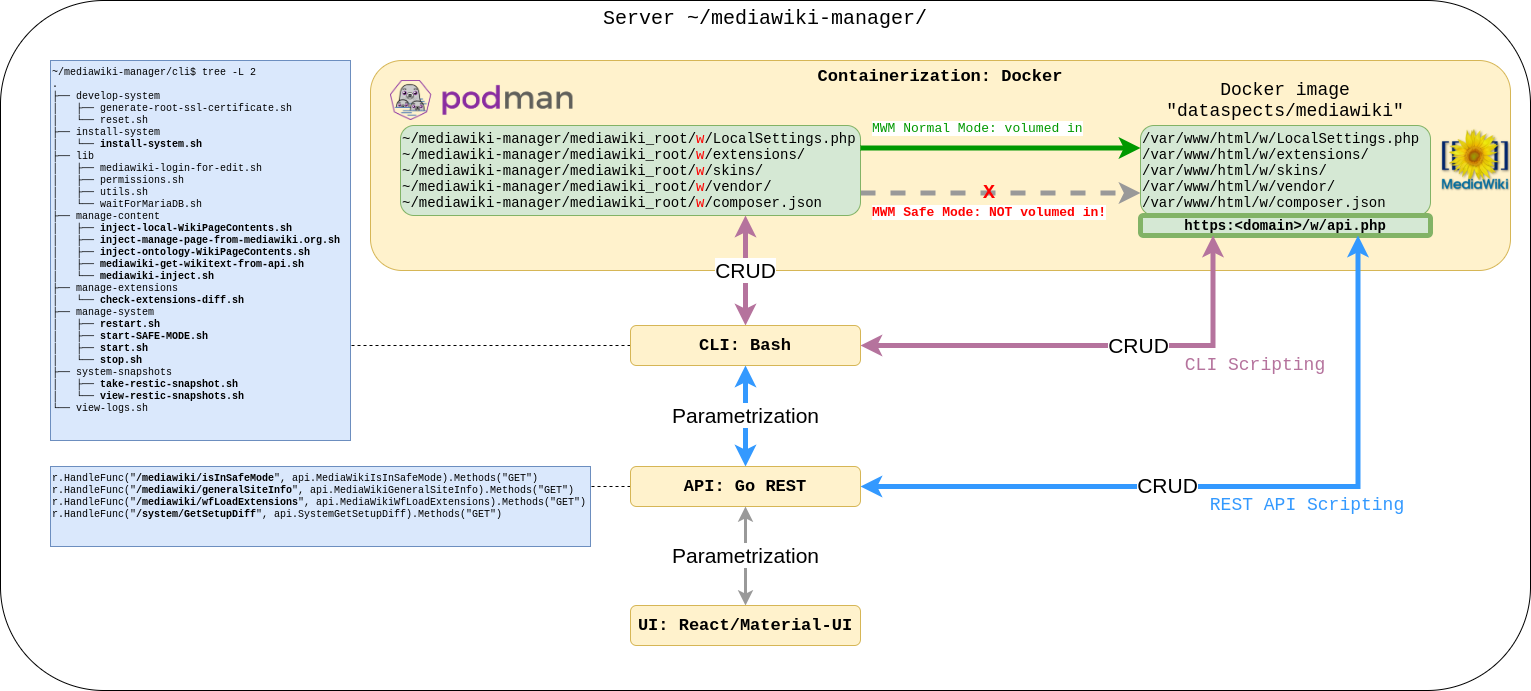 Server ~/mediawiki-manager/
~/mediawiki-manager/cli$ tree -L 2
.
├── develop-system
│   ├── generate-root-ssl-certificate.sh
│   └── reset.sh
├── install-system
│   └── install-system.sh
├── lib
│   ├── mediawiki-login-for-edit.sh
│   ├── permissions.sh
│   ├── utils.sh
│   └── waitForMariaDB.sh
├── manage-content
│   ├── inject-local-WikiPageContents.sh
│   ├── inject-manage-page-from-mediawiki.org.sh
│   ├── inject-ontology-WikiPageContents.sh
│   ├── mediawiki-get-wikitext-from-api.sh
│   └── mediawiki-inject.sh
├── manage-extensions
│   └── check-extensions-diff.sh
├── manage-system
│   ├── restart.sh
│   ├── start-SAFE-MODE.sh
│   ├── start.sh
│   └── stop.sh
├── system-snapshots
│   ├── take-restic-snapshot.sh
│   └── view-restic-snapshots.sh
└── view-logs.sh
Containerization: Docker
podman
~/mediawiki-manager/mediawiki_root/w/LocalSettings.php
~/mediawiki-manager/mediawiki_root/w/extensions/
~/mediawiki-manager/mediawiki_root/w/skins/
~/mediawiki-manager/mediawiki_root/w/vendor/
~/mediawiki-manager/mediawiki_root/w/composer.json
MWM Normal Mode: volumed in
X
MWM Safe Mode: NOT volumed in!
Docker image
"dataspects/mediawiki"
/var/www/html/w/LocalSettings.php
/var/www/html/w/extensions/
/var/www/html/w/skins/
/var/www/html/w/vendor/
/var/www/html/w/composer.json
https:<domain>/w/api.php
MediaWiki
CRUD
CLI: Bash
CRUD
CLI Scripting
Parametrization
r.HandleFunc("/mediawiki/isInSafeMode", api.MediaWikiIsInSafeMode).Methods("GET")
r.HandleFunc("/mediawiki/generalSiteInfo", api.MediaWikiGeneralSiteInfo).Methods("GET")
r.HandleFunc("/mediawiki/wfLoadExtensions", api.MediaWikiWfLoadExtensions).Methods("GET")
r.HandleFunc("/system/GetSetupDiff", api.SystemGetSetupDiff).Methods("GET")
API: Go REST
CRUD
REST API Scripting
Parametrization
UI: React/Material-UI